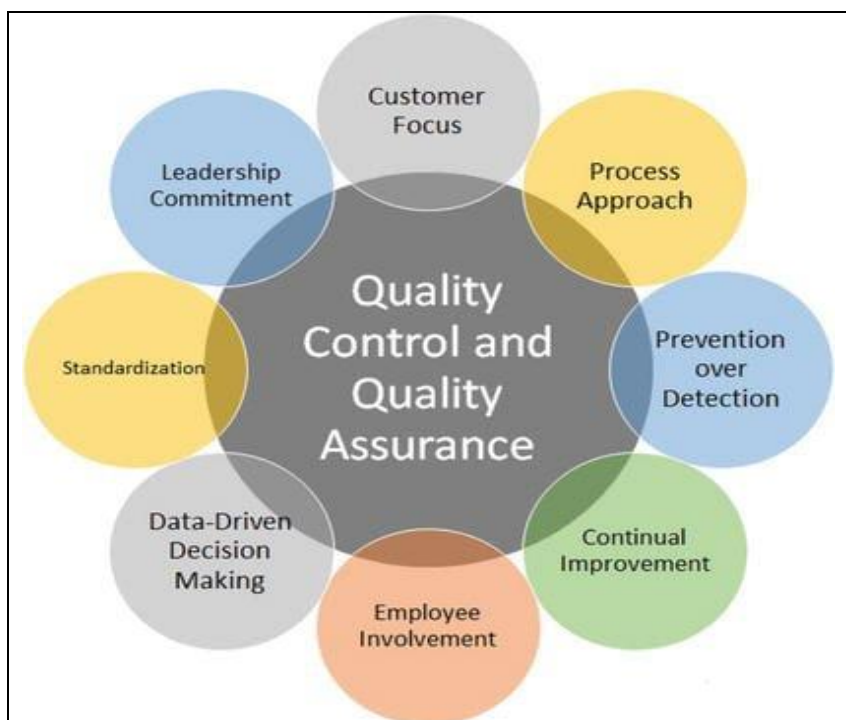 Customer
Focus
Process
Approach
Prevention
over
Detection
Continual
Improvement
Employee
Involvement
Data-Driven
Decision
Making
Standardization
Leadership
Commitment
Quality
Control and
Quality
Assurance